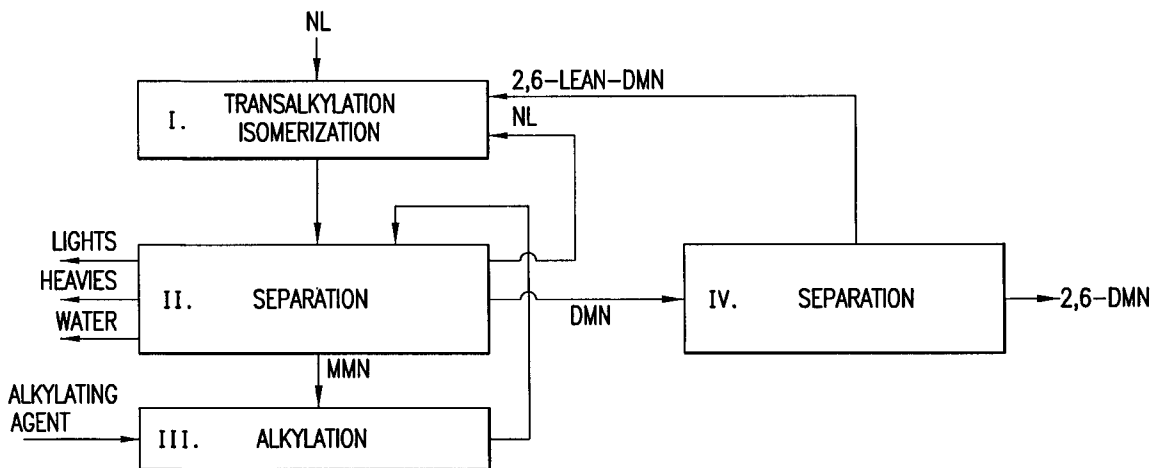 NL
I. TRANSALKYLATION
ISOMERIZATION
2,6-LEAN-DMN
NL
LIGHTS
HEAVIES
WATER
II. SEPARATION
DMN
IV. SEPARATION
2,6-DMN
MMN
ALKYLATING
AGENT
III. ALKYLATION